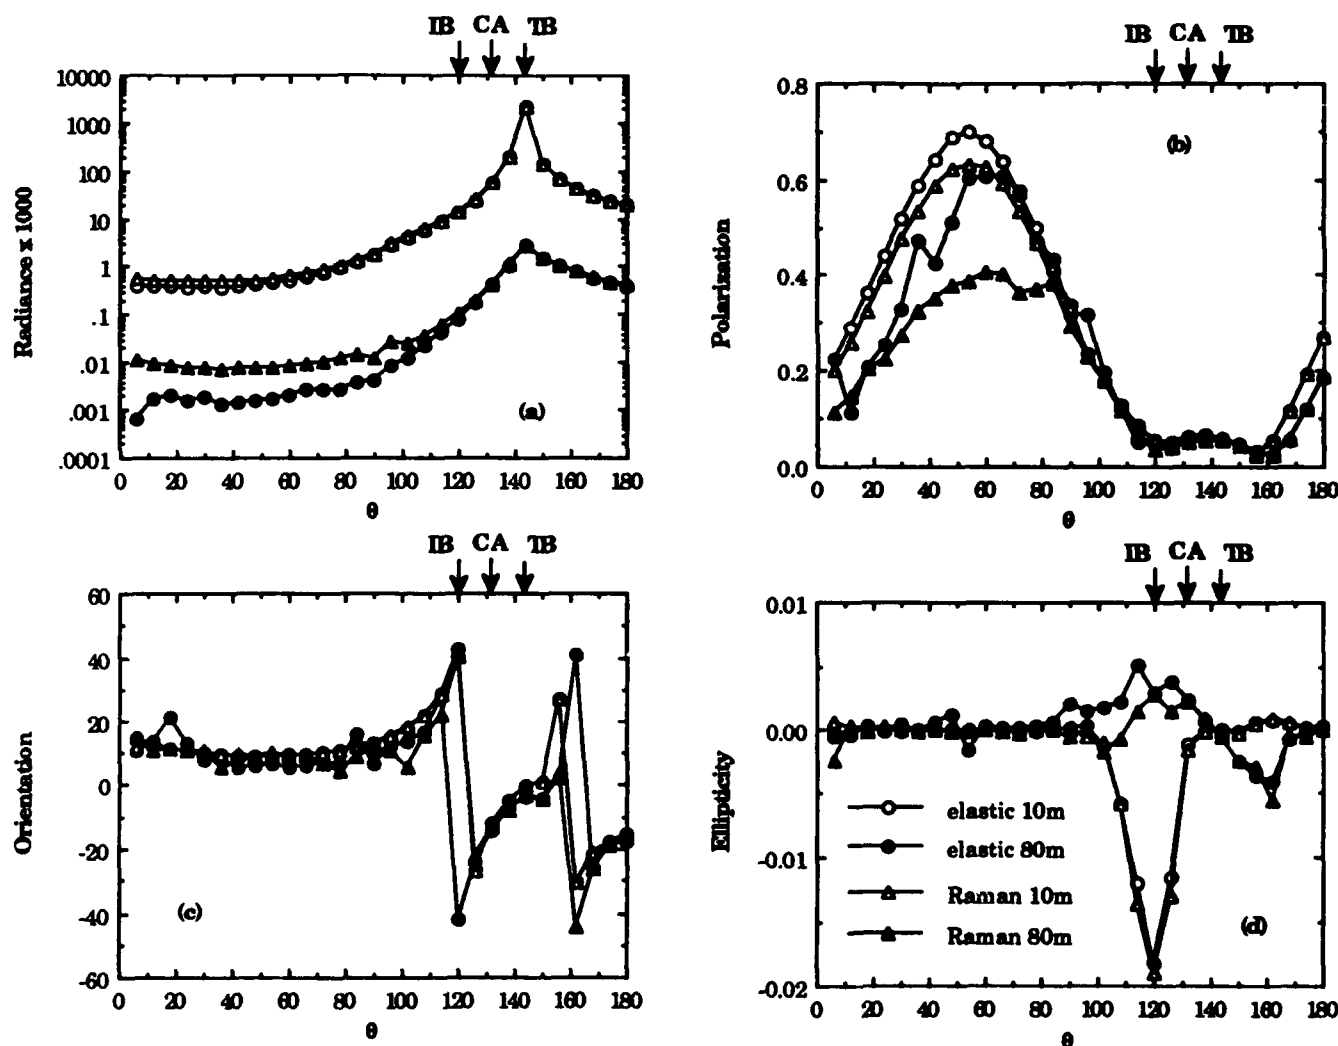 IB CA TB
10000
1000
100
10
1
.1
.01
.001
.0001
Radiance x 1000
(a)
0 20 40 60 80 100 120 140 160 180
θ
IB CA TB
0.8
0.6
0.4
0.2
0.0
Polarization
(b)
0 20 40 60 80 100 120 140 160 180
θ
IB CA TB
60
40
20
0
-20
-40
-60
Orientation
(c)
0 20 40 60 80 100 120 140 160 180
θ
IB CA TB
0.01
0.00
-0.01
-0.02
Ellipticity
elastic 10m
elastic 80m
Raman 10m
Raman 80m
(d)
0 20 40 60 80 100 120 140 160 180
θ